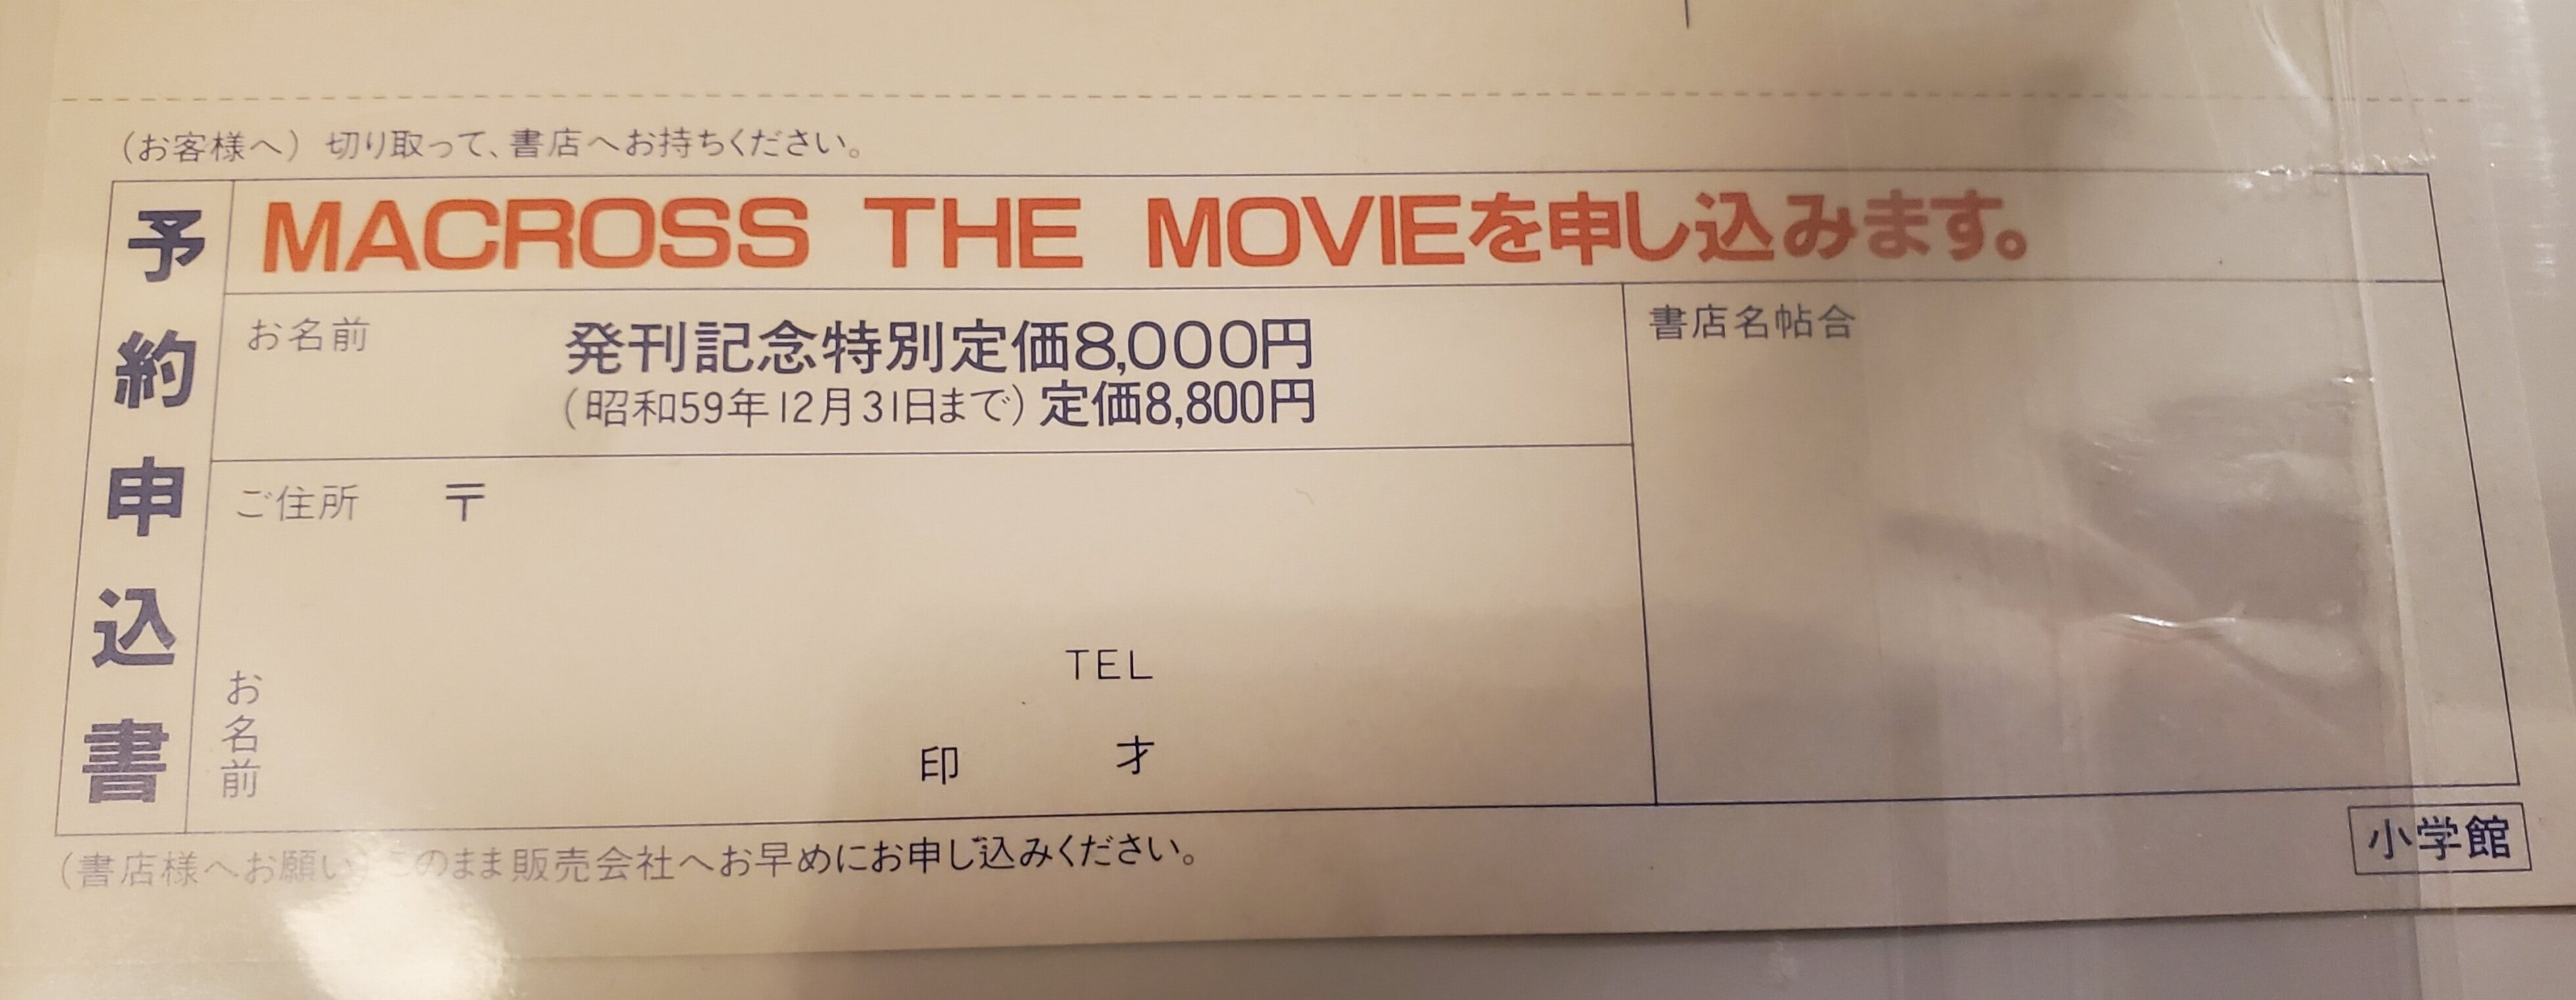 (お客様へ) 切り取って、書店へお持ちください。
予約申込書
MACROSS THE MOVIEを申し込みます。
お名前
発刊記念特別定価8,000円
(昭和59年12月31日まで) 定価8,800円
書店名帖合
ご住所 〒
TEL
お名前
印 才
(書店様へお願い) このまま販売会社へお早めにお申し込みください。
小学館